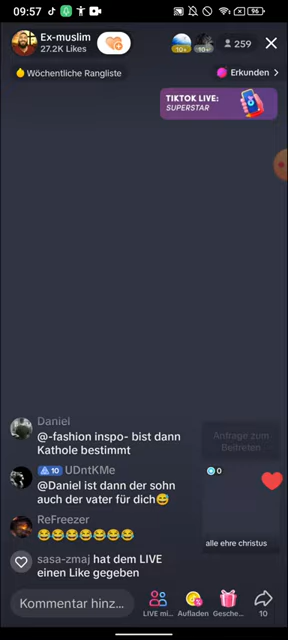 09:57
96
Ex-muslim
27.2K Likes
10+
10+
259
Wöchentliche Rangliste
Erkunden
TIKTOK LIVE:
SUPERSTAR
Daniel
@-fashion inspo- bist dann
Kathole bestimmt
Anfrage zum
Beitreten
10 UDntKMe
@Daniel ist dann der sohn
auch der vater für dich😅
0
ReFreezer
😂😂😂😂😂😂😂
alle ehre christus
sasa-zmaj hat dem LIVE
einen Like gegeben
Kommentar hinz...
LIVE mi...
Aufladen
Gesche...
10